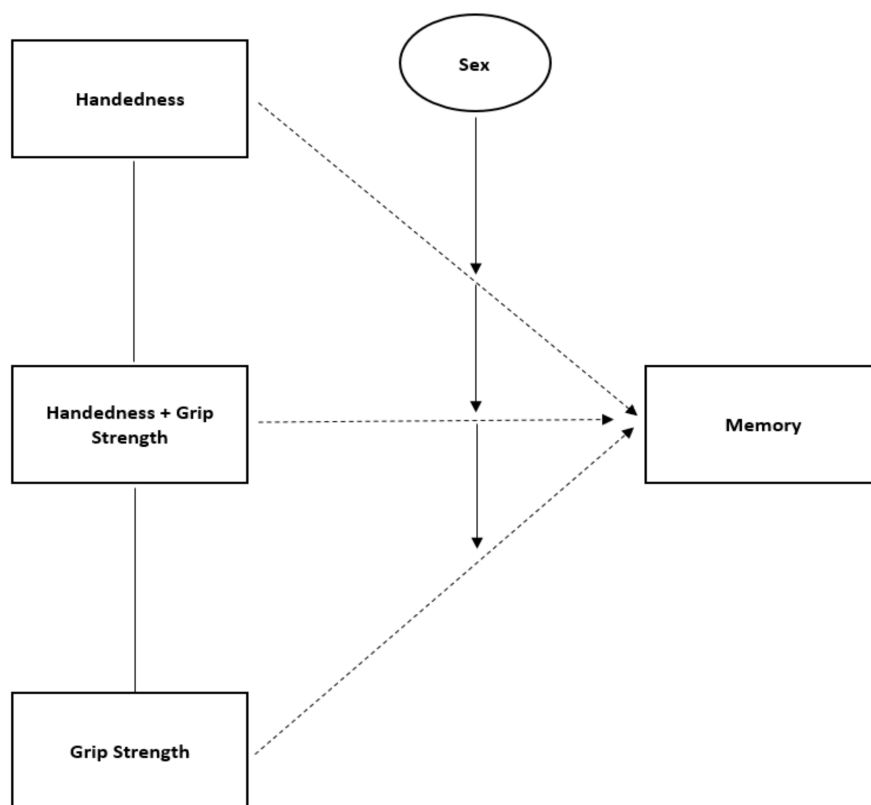 Handedness
Sex
Handedness + Grip
Strength
Memory
Grip Strength